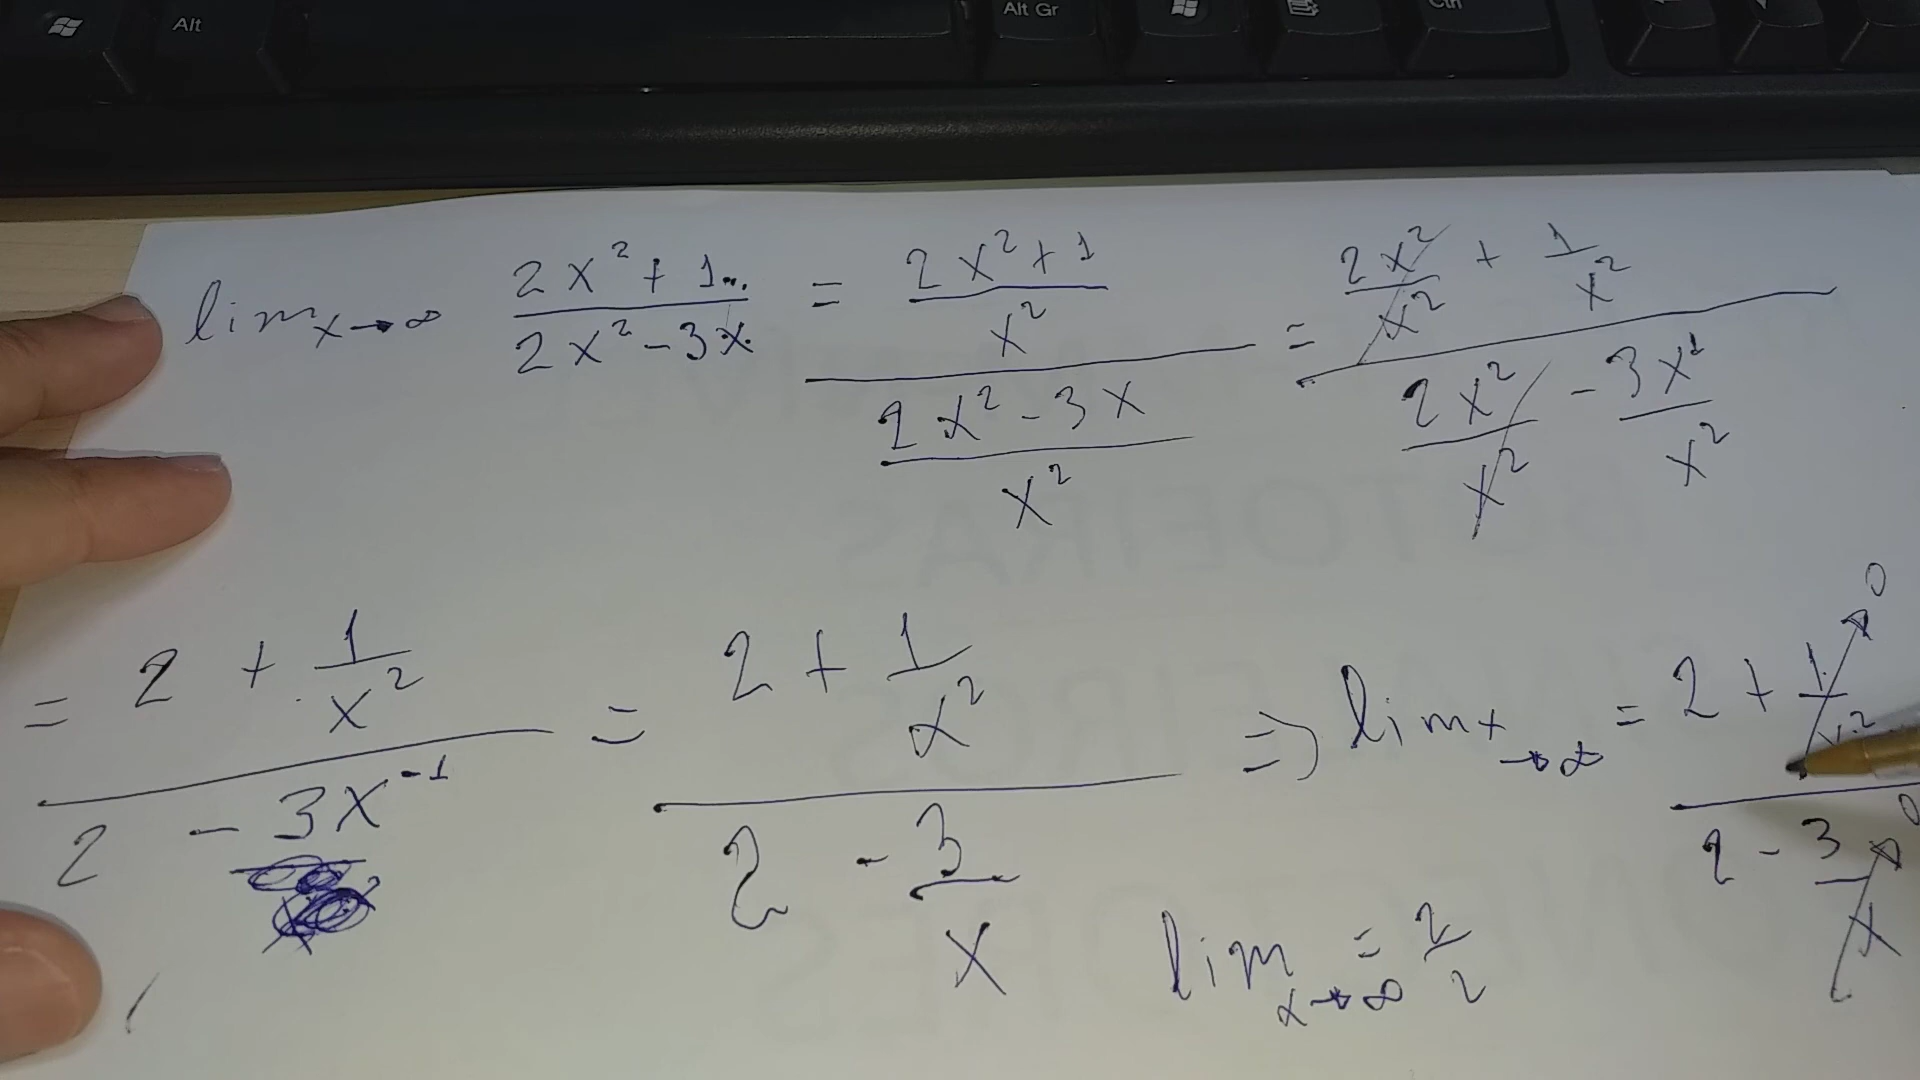 Alt Alt Gr Ctrl
lim x→∞ (2x² + 1)/(2x² - 3x) = ((2x² + 1)/x²)/((2x² - 3x)/x²) = (2x²/x² + 1/x²)/(2x²/x² - 3x¹/x²)
= (2 + 1/x²)/(2 - 3x⁻¹) = (2 + 1/x²)/(2 - 3/x) ⇒ lim x→∞ = (2 + 1/x² ↗0)/(2 - 3/x ↗0)
lim x→∞ = 2/2